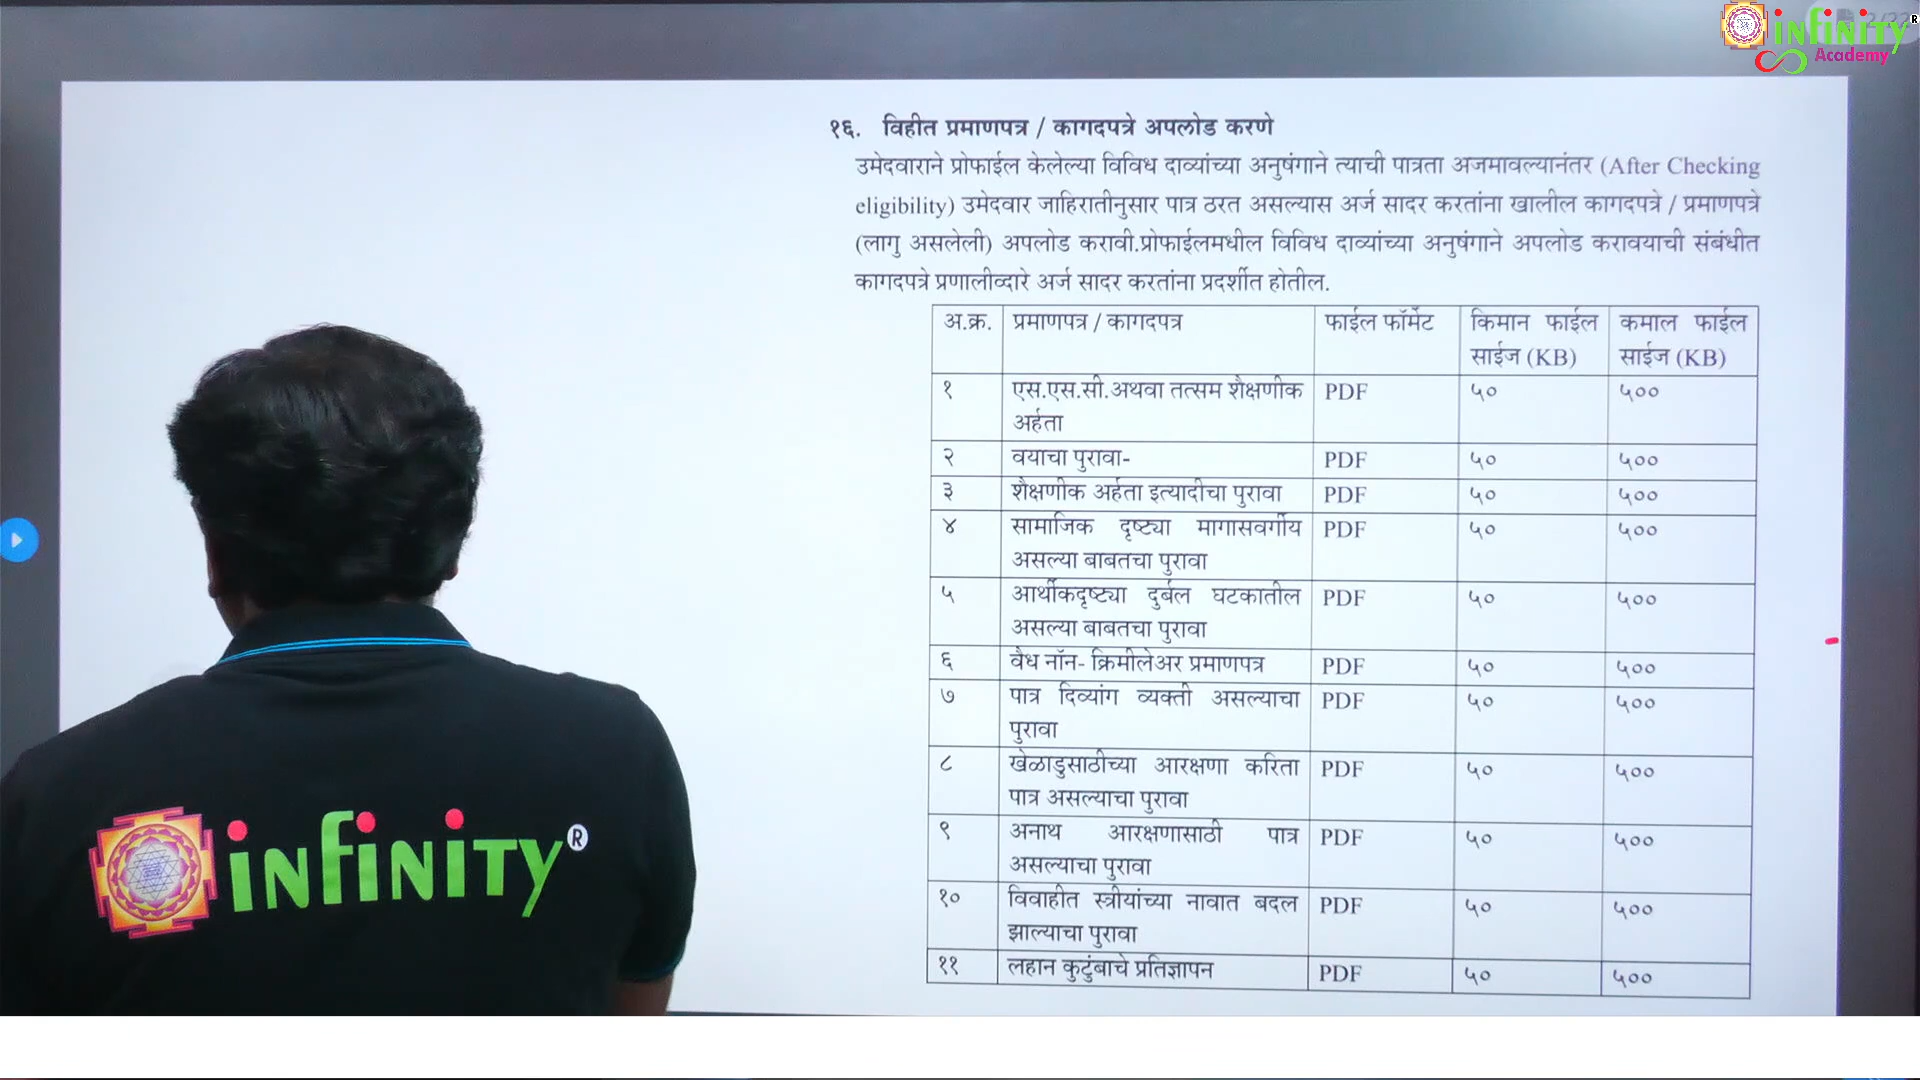 INFINITY ®
Academy
१६. विहीत प्रमाणपत्र / कागदपत्रे अपलोड करणे
उमेदवाराने प्रोफाईल केलेल्या विविध दाव्यांच्या अनुषंगाने त्याची पात्रता अजमावल्यानंतर (After Checking
eligibility) उमेदवार जाहिरातीनुसार पात्र ठरत असल्यास अर्ज सादर करतांना खालील कागदपत्रे / प्रमाणपत्रे
(लागु असलेली) अपलोड करावी.प्रोफाईलमधील विविध दाव्यांच्या अनुषंगाने अपलोड करावयाची संबंधीत
कागदपत्रे प्रणालीव्दारे अर्ज सादर करतांना प्रदर्शीत होतील.
अ.क्र. प्रमाणपत्र / कागदपत्र फाईल फॉर्मेट किमान फाईल कमाल फाईल
साईज (KB) साईज (KB)
१ एस.एस.सी.अथवा तत्सम शैक्षणीक PDF ५० ५००
अर्हता
२ वयाचा पुरावा- PDF ५० ५००
३ शैक्षणीक अर्हता इत्यादीचा पुरावा PDF ५० ५००
४ सामाजिक दृष्ट्या मागासवर्गीय PDF ५० ५००
असल्या बाबतचा पुरावा
५ आर्थीकदृष्ट्या दुर्बल घटकातील PDF ५० ५००
असल्या बाबतचा पुरावा
६ वैध नॉन- क्रिमीलेअर प्रमाणपत्र PDF ५० ५००
७ पात्र दिव्यांग व्यक्ती असल्याचा PDF ५० ५००
पुरावा
८ खेळाडुसाठीच्या आरक्षणा करिता PDF ५० ५००
पात्र असल्याचा पुरावा
९ अनाथ आरक्षणासाठी पात्र PDF ५० ५००
असल्याचा पुरावा
१० विवाहीत स्त्रीयांच्या नावात बदल PDF ५० ५००
झाल्याचा पुरावा
११ लहान कुटुंबाचे प्रतिज्ञापन PDF ५० ५००
INFINITY ®